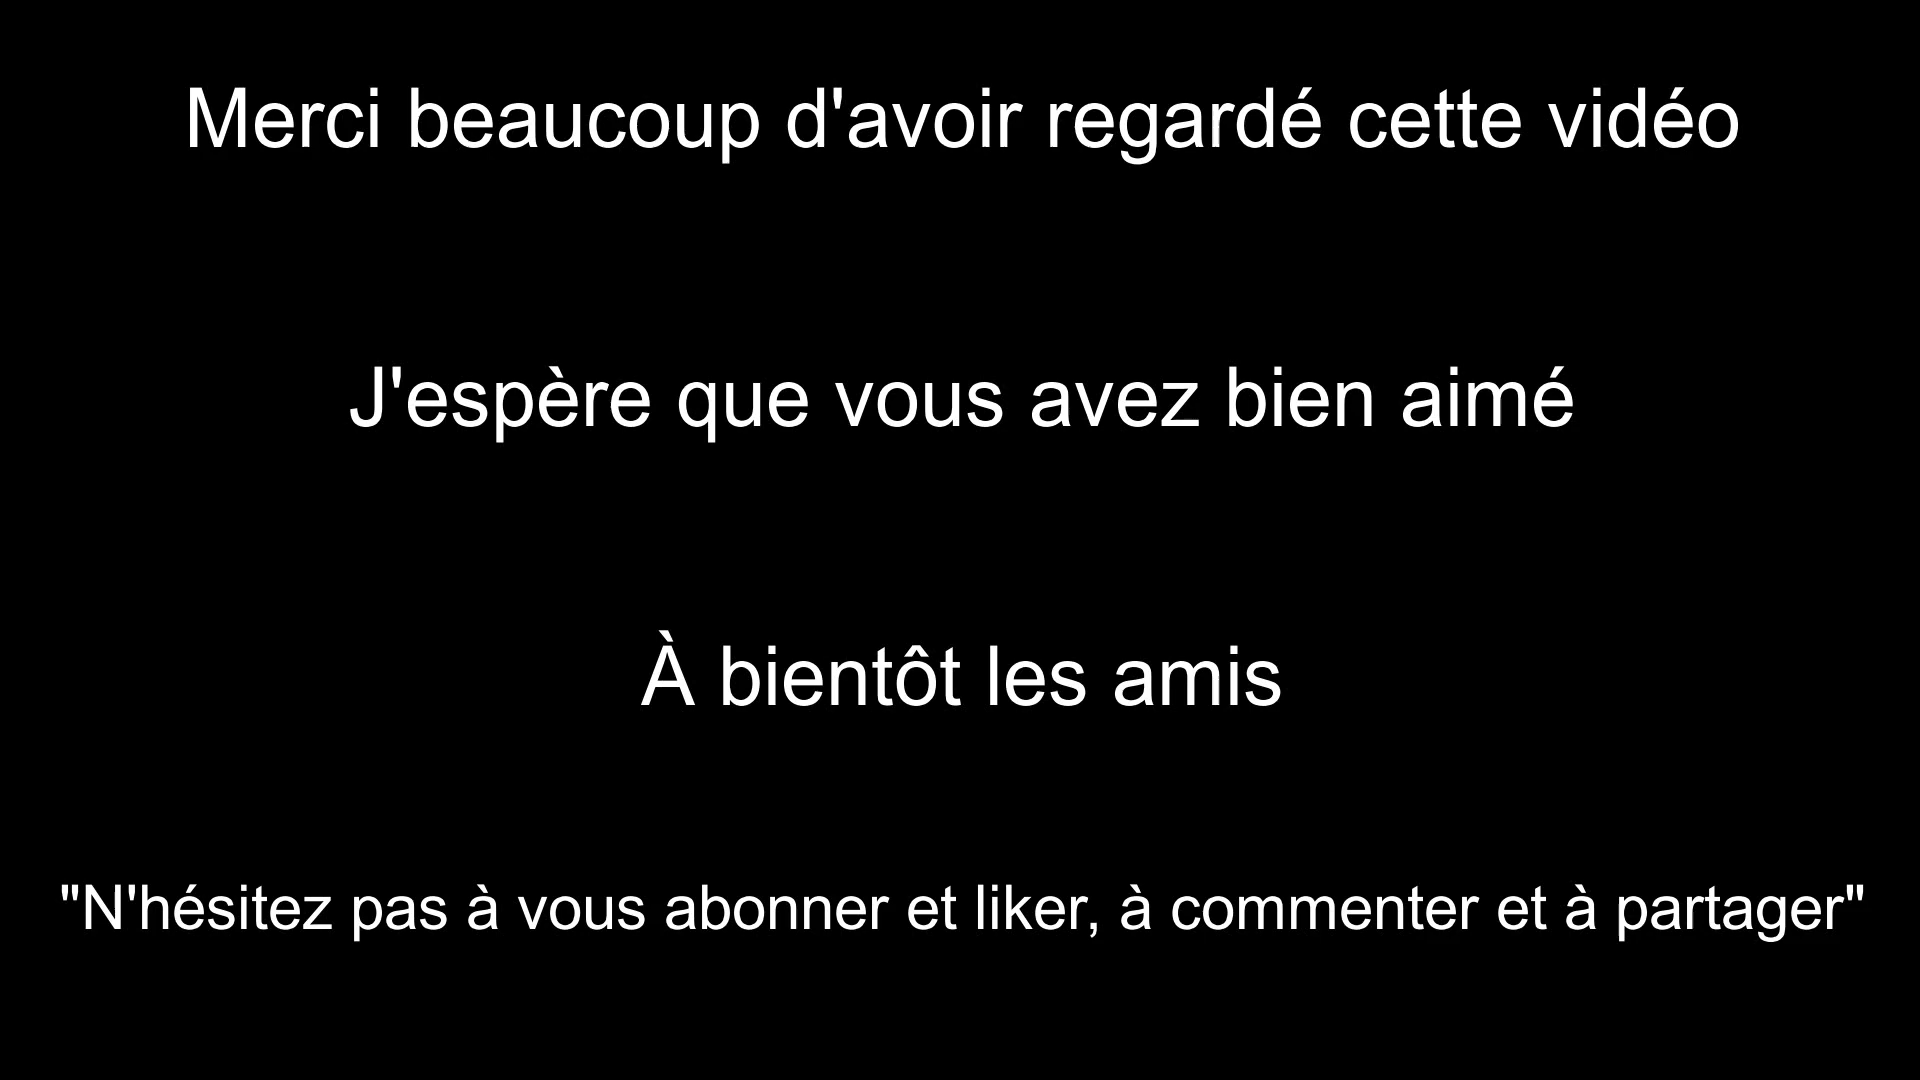 Merci beaucoup d'avoir regardé cette vidéo
J'espère que vous avez bien aimé
À bientôt les amis
"N'hésitez pas à vous abonner et liker, à commenter et à partager"